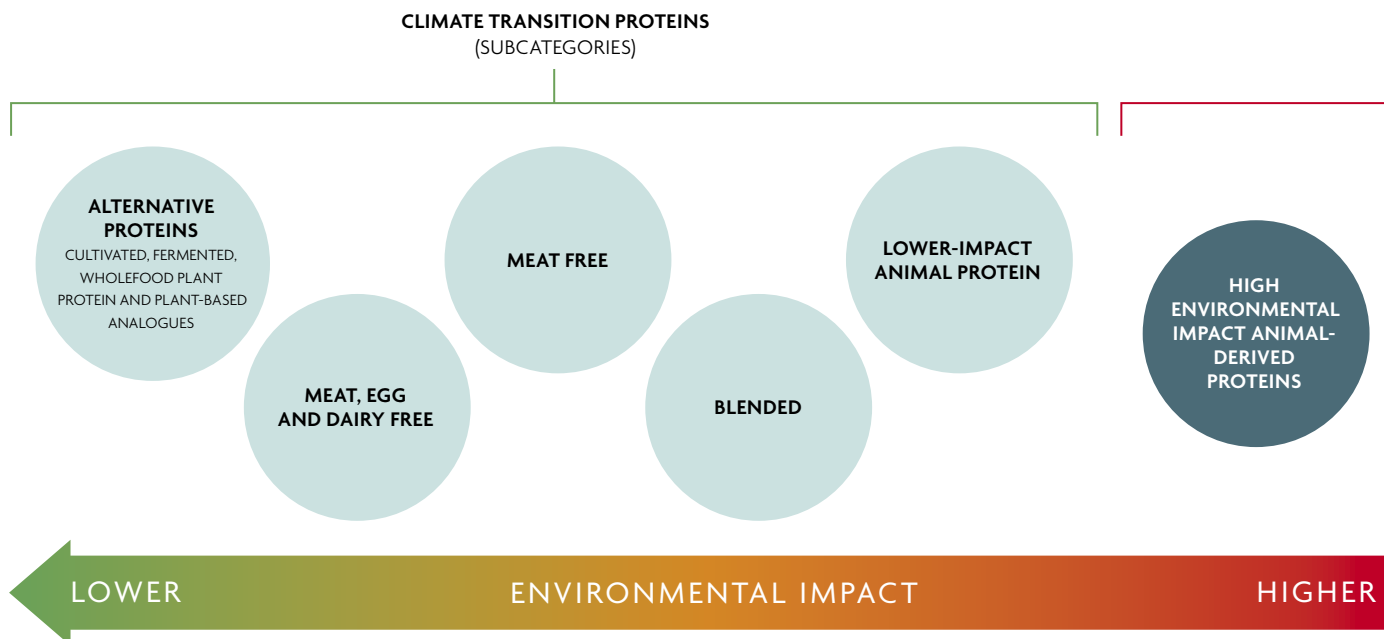 CLIMATE TRANSITION PROTEINS
(SUBCATEGORIES)
ALTERNATIVE
PROTEINS
CULTIVATED, FERMENTED,
WHOLEFOOD PLANT
PROTEIN AND PLANT-BASED
ANALOGUES
MEAT, EGG
AND DAIRY FREE
MEAT FREE
BLENDED
LOWER-IMPACT
ANIMAL PROTEIN
HIGH
ENVIRONMENTAL
IMPACT ANIMAL-
DERIVED
PROTEINS
LOWER
ENVIRONMENTAL IMPACT
HIGHER